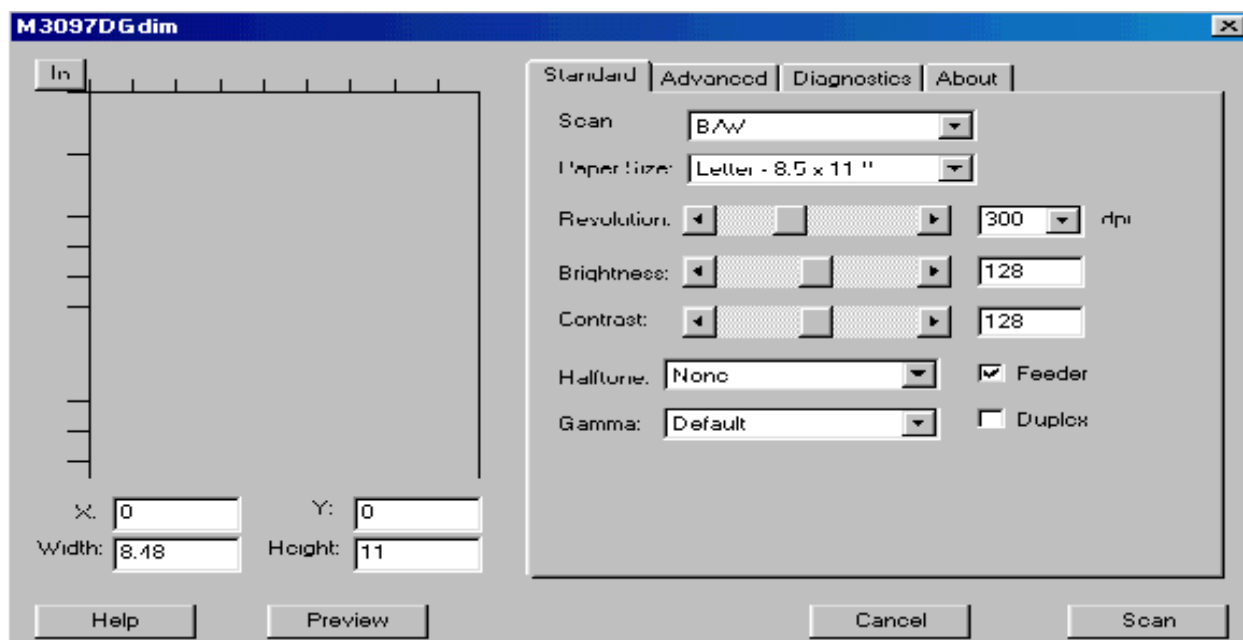 M3097DGdim
In
Standard Advanced Diagnostics About
Scan B/W
Paper Size: Letter - 8.5 x 11 "
Resolution: 300 dpi
Brightness: 128
Contrast: 128
Halftone: None Feeder
Gamma: Default Duplex
X: 0 Y: 0
Width: 8.48 Height: 11
Help Preview Cancel Scan